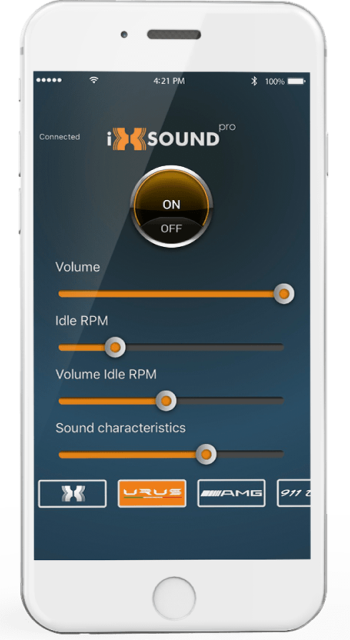 4:21 PM 100%
Connected
iXSOUND pro
ON
OFF
Volume
Idle RPM
Volume Idle RPM
Sound characteristics
URUS AMG 911